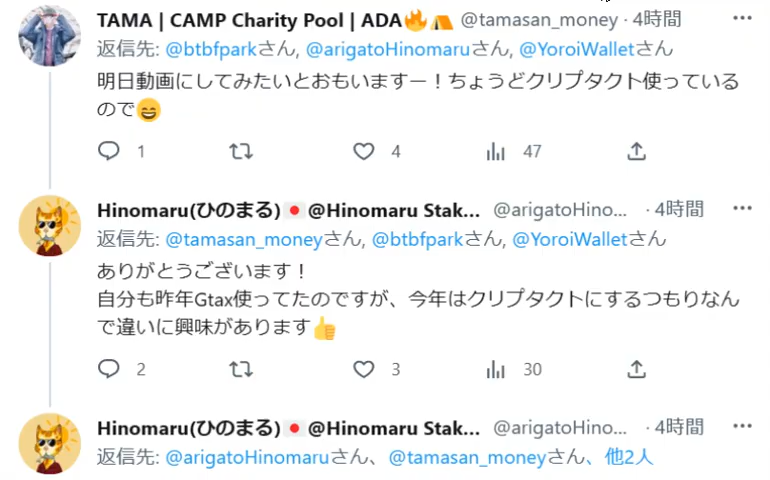 TAMA | CAMP Charity Pool | ADA🔥⛺ @tamasan_money · 4時間
返信先: @btbfparkさん, @arigatoHinomaruさん, @YoroiWalletさん
明日動画にしてみたいとおもいますー！ちょうどクリプタクト使っている
ので😄
1 4 47
Hinomaru(ひのまる)🇯🇵@Hinomaru Stak... @arigatoHino... · 4時間
返信先: @tamasan_moneyさん, @btbfparkさん, @YoroiWalletさん
ありがとうございます！
自分も昨年Gtax使ってたのですが、今年はクリプタクトにするつもりなん
で違いに興味があります👍
2 3 30
Hinomaru(ひのまる)🇯🇵@Hinomaru Stak... @arigatoHino... · 4時間
返信先: @arigatoHinomaruさん、@tamasan_moneyさん、他2人